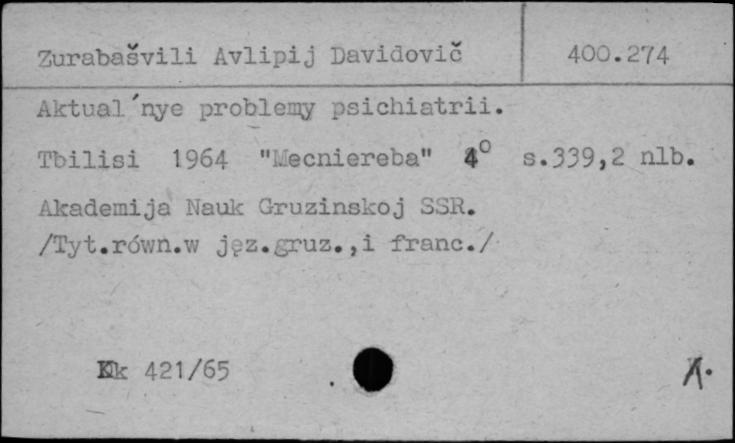 Zurabašvili Avlipij Davidovič
400.274
Aktual'nye problemy psichiatrii.
Tbilisi 1964 "Mecniereba" 4° s.339,2 nlb.
Akademija Nauk Gruzinskoj SSR.
/Tyt.równ.w jęz.gruz.,i franc./
Kk 421/65